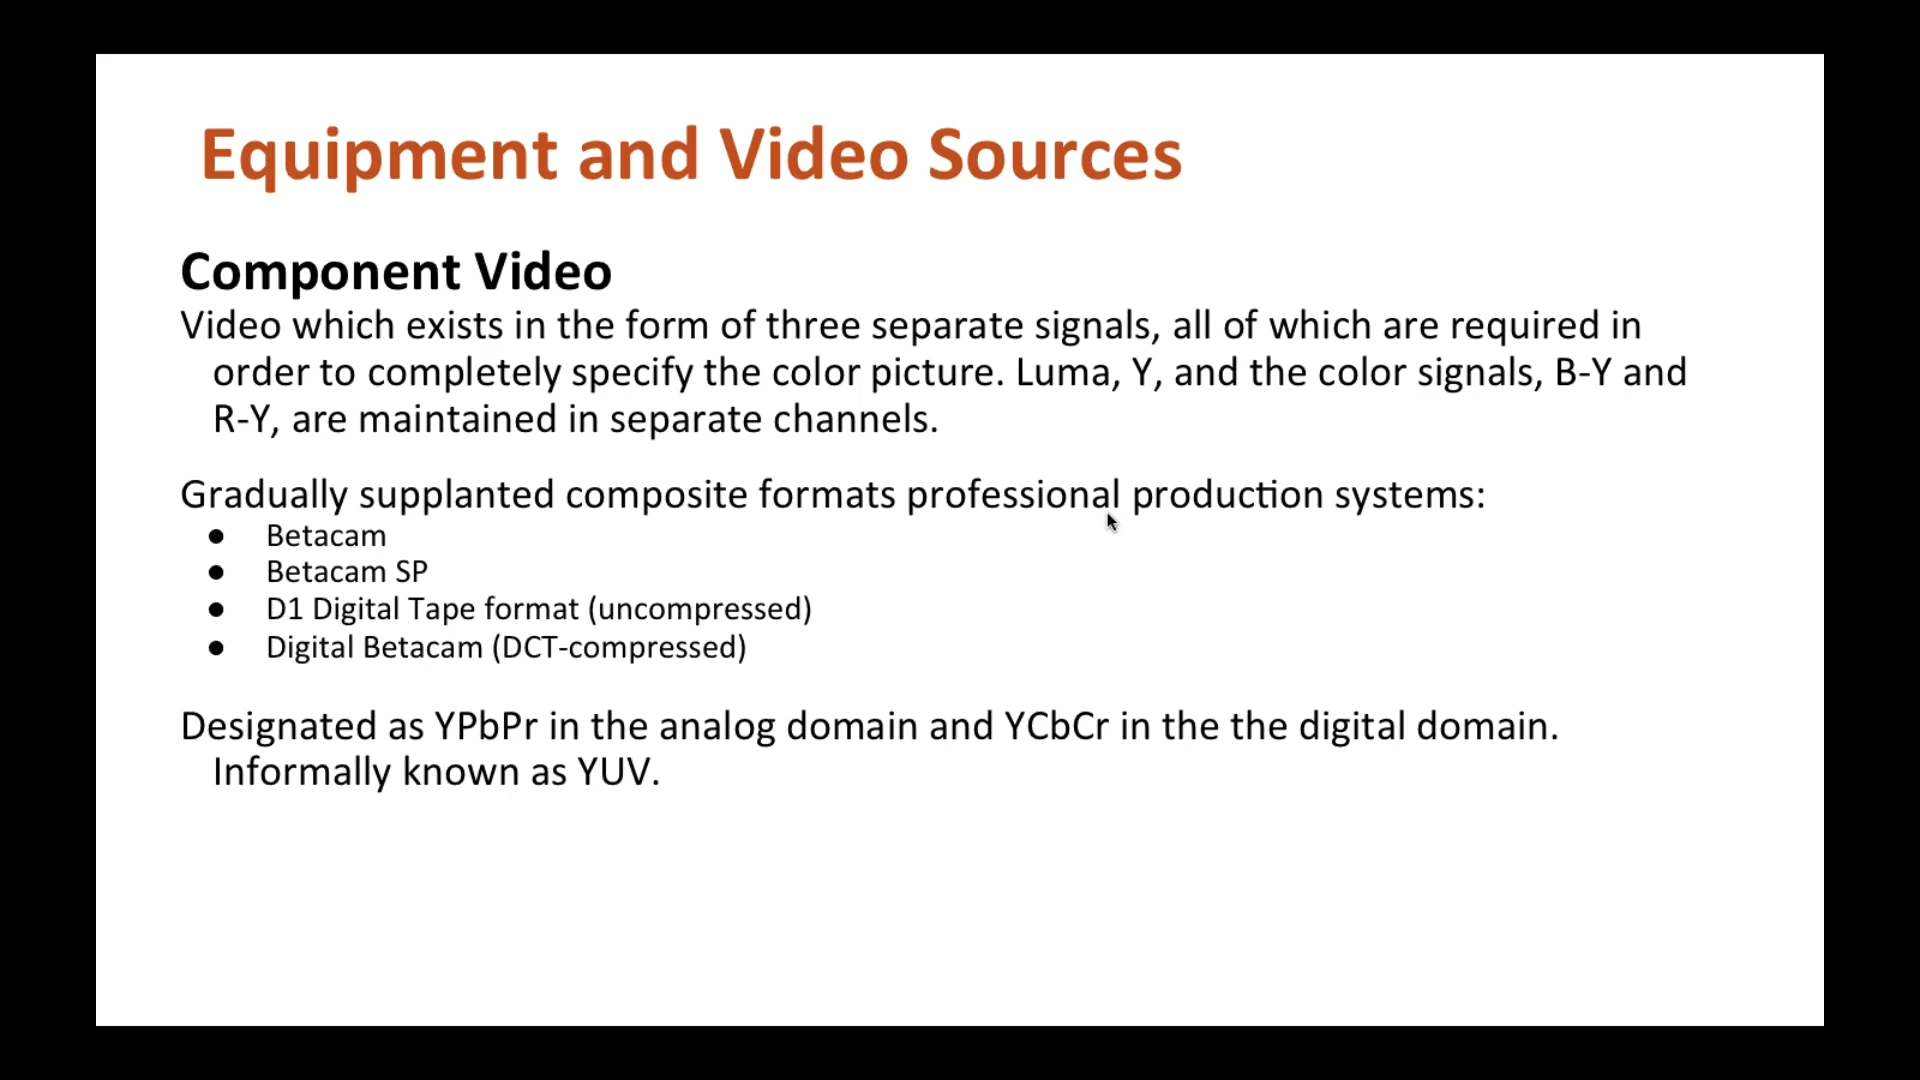 Equipment and Video Sources
Component Video
Video which exists in the form of three separate signals, all of which are required in
order to completely specify the color picture. Luma, Y, and the color signals, B-Y and
R-Y, are maintained in separate channels.
Gradually supplanted composite formats professional production systems:
● Betacam
● Betacam SP
● D1 Digital Tape format (uncompressed)
● Digital Betacam (DCT-compressed)
Designated as YPbPr in the analog domain and YCbCr in the the digital domain.
Informally known as YUV.